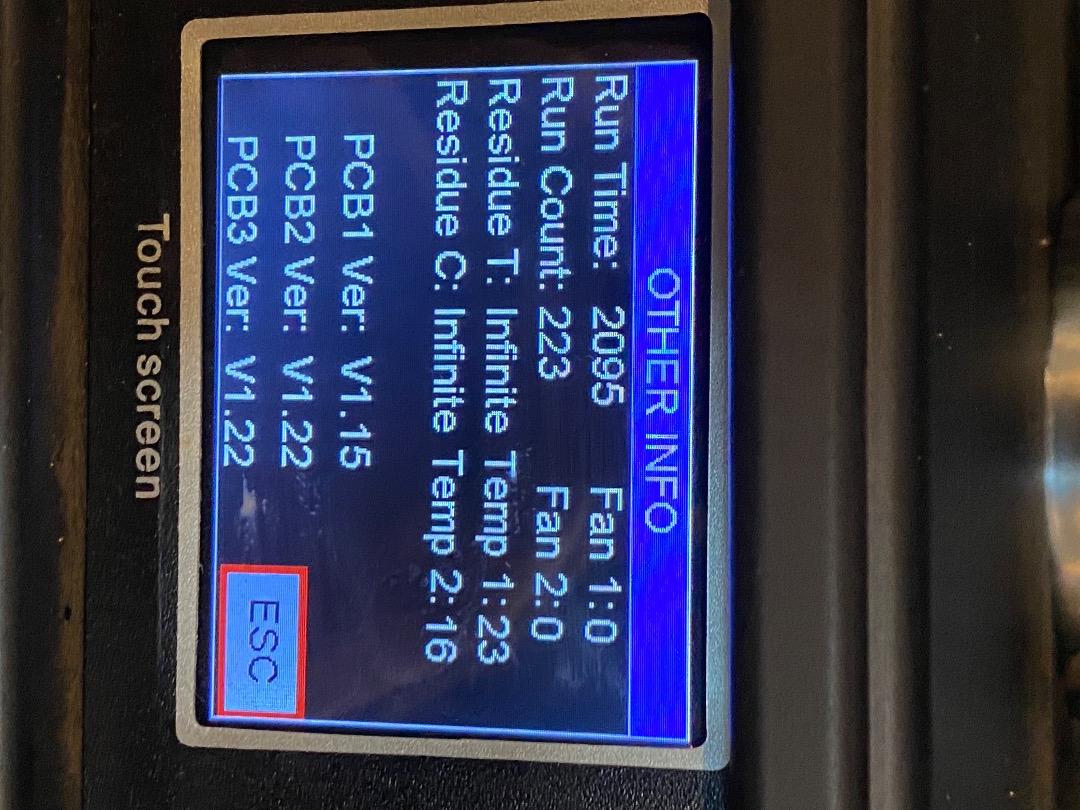 OTHER INFO
Run Time: 2095 Fan 1:0
Run Count: 223 Fan 2:0
Residue T: Infinite Temp 1:23
Residue C: Infinite Temp 2:16
PCB1 Ver: V1.15
PCB2 Ver: V1.22
PCB3 Ver: V1.22
ESC
Touch screen